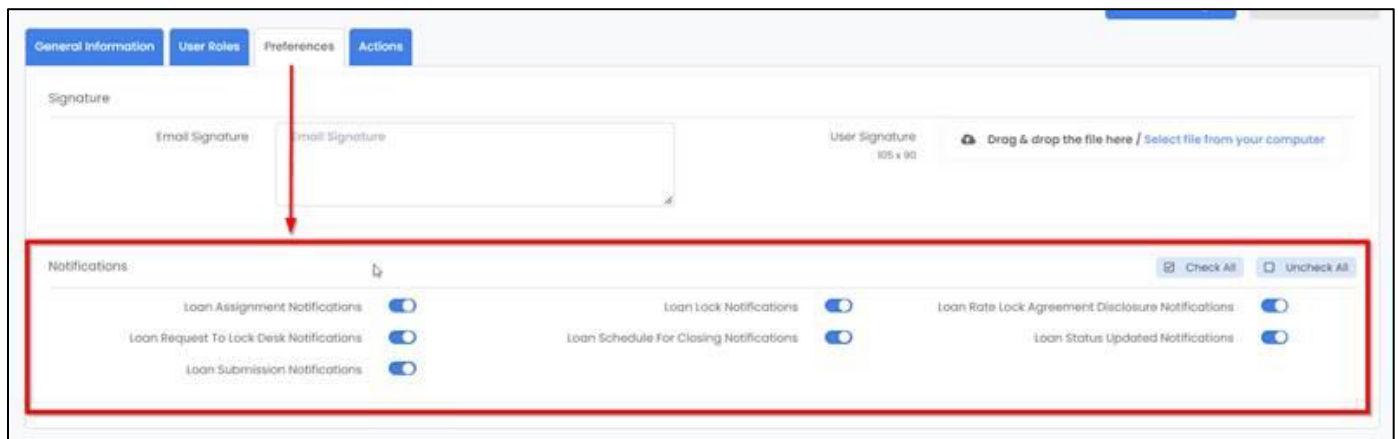 General Information User Roles Preferences Actions
Signature
Email Signature Email Signature User Signature Drag & drop the file here / Select file from your computer
105 x 90
Notifications Check All Uncheck All
Loan Assignment Notifications Loan Lock Notifications Loan Rate Lock Agreement Disclosure Notifications
Loan Request To Lock Desk Notifications Loan Schedule For Closing Notifications Loan Status Updated Notifications
Loan Submission Notifications